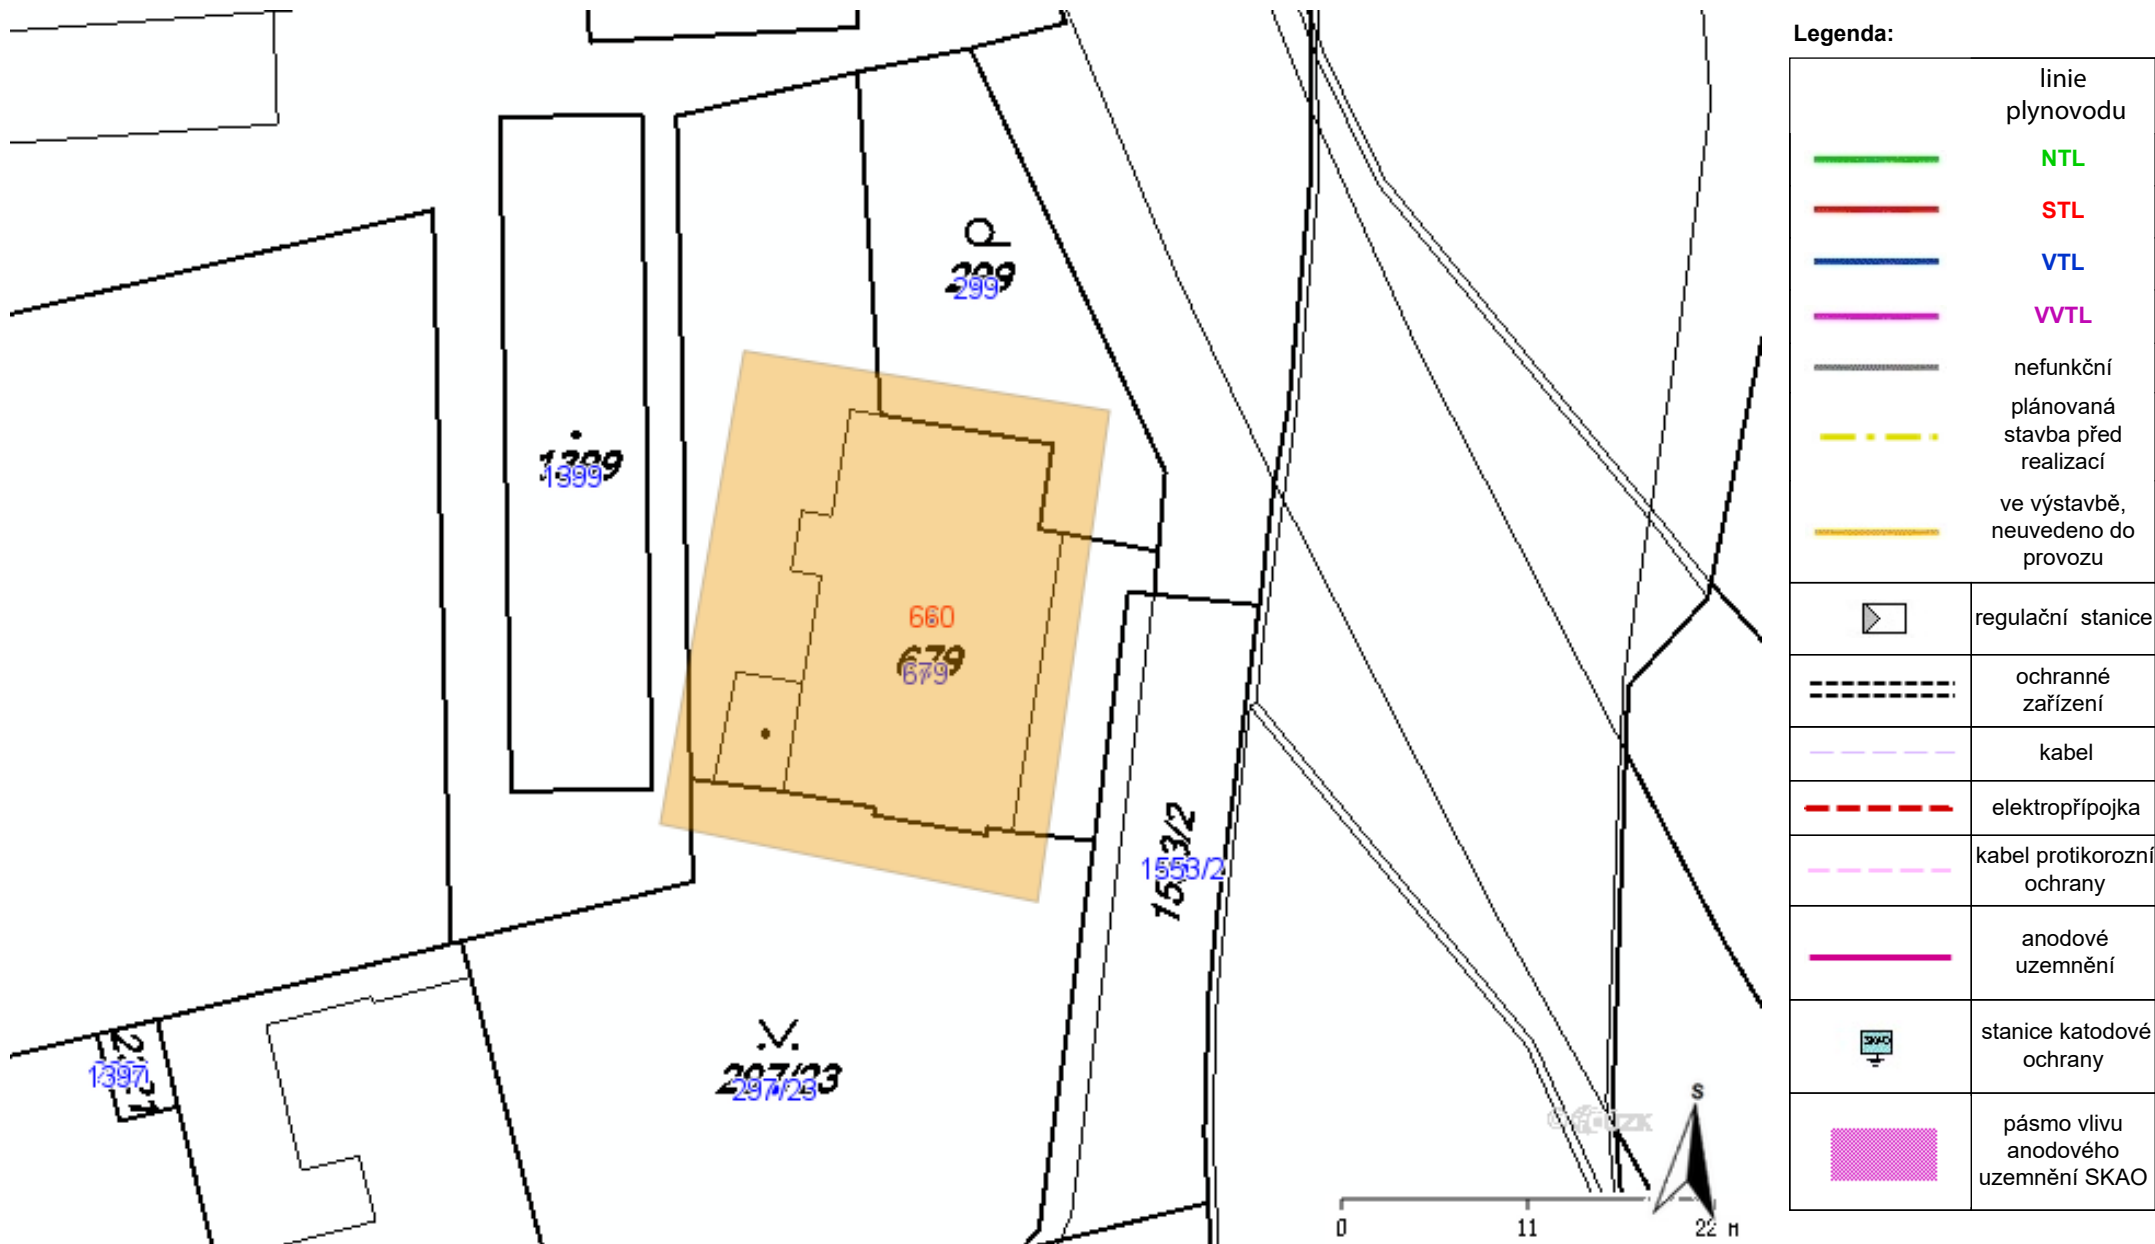 299
299
1399
1399
660
679
679
1553/2
1553/2
297/23
297/23
1397
S
0 11 22 M
Legenda:
linie
plynovodu
NTL
STL
VTL
VVTL
nefunkční
plánovaná
stavba před
realizací
ve výstavbě,
neuvedeno do
provozu
regulační stanice
ochranné
zařízení
kabel
elektropřípojka
kabel protikorozní
ochrany
anodové
uzemnění
SKAO
stanice katodové
ochrany
pásmo vlivu
anodového
uzemnění SKAO